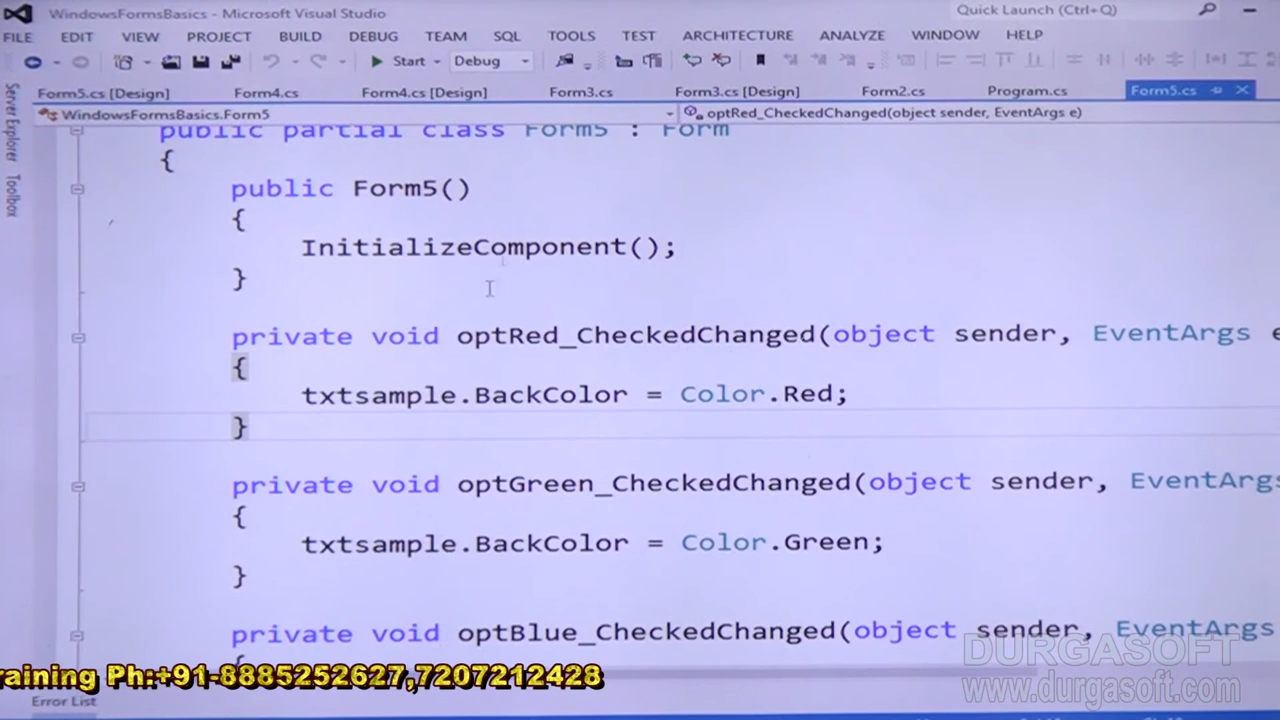 WindowsFormsBasics - Microsoft Visual Studio
Quick Launch (Ctrl+Q)
FILE EDIT VIEW PROJECT BUILD DEBUG TEAM SQL TOOLS TEST ARCHITECTURE ANALYZE WINDOW HELP
Start Debug
Form5.cs [Design] Form4.cs Form4.cs [Design] Form3.cs Form3.cs [Design] Form2.cs Program.cs Form5.cs
WindowsFormsBasics.Form5 optRed_CheckedChanged(object sender, EventArgs e)
Server Explorer
Toolbox
public partial class Form5 : Form
{
public Form5()
{
InitializeComponent();
}
private void optRed_CheckedChanged(object sender, EventArgs e
{
txtsample.BackColor = Color.Red;
}
private void optGreen_CheckedChanged(object sender, EventArgs
{
txtsample.BackColor = Color.Green;
}
private void optBlue_CheckedChanged(object sender, EventArgs
{
DURGASOFT
www.durgasoft.com
raining Ph:+91-8885252627,7207212428
Error List